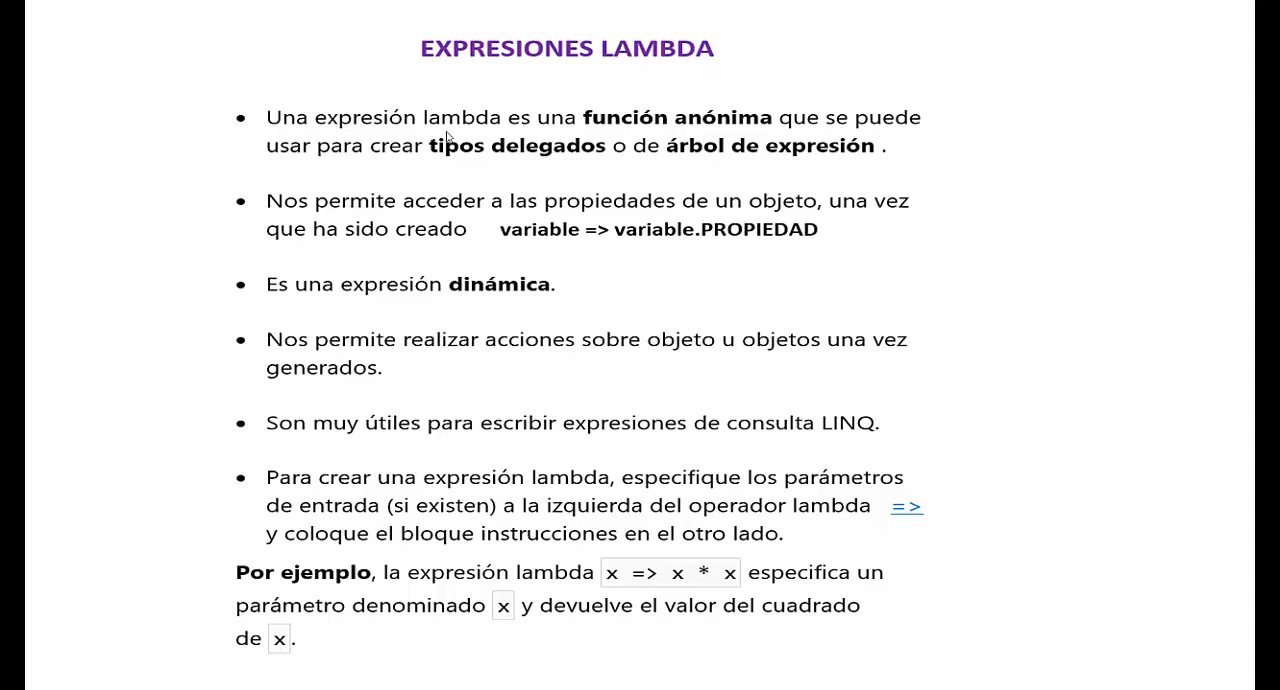 EXPRESIONES LAMBDA
• Una expresión lambda es una función anónima que se puede
usar para crear tipos delegados o de árbol de expresión .
• Nos permite acceder a las propiedades de un objeto, una vez
que ha sido creado variable => variable.PROPIEDAD
• Es una expresión dinámica.
• Nos permite realizar acciones sobre objeto u objetos una vez
generados.
• Son muy útiles para escribir expresiones de consulta LINQ.
• Para crear una expresión lambda, especifique los parámetros
de entrada (si existen) a la izquierda del operador lambda =>
y coloque el bloque instrucciones en el otro lado.
Por ejemplo, la expresión lambda x => x * x especifica un
parámetro denominado x y devuelve el valor del cuadrado
de x.